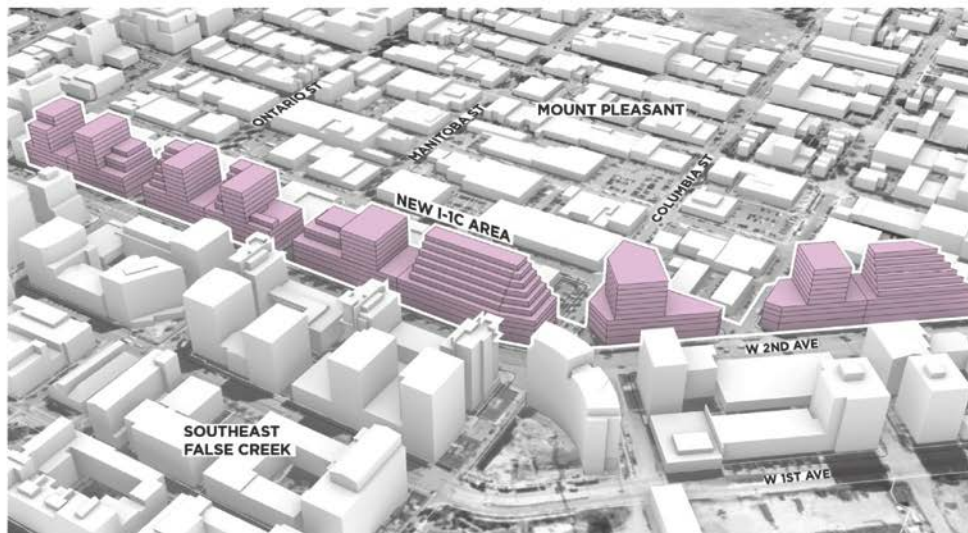 ONTARIO ST
MANITOBA ST
MOUNT PLEASANT
COLUMBIA ST
NEW I-1C AREA
W 2ND AVE
SOUTHEAST
FALSE CREEK
W 1ST AVE